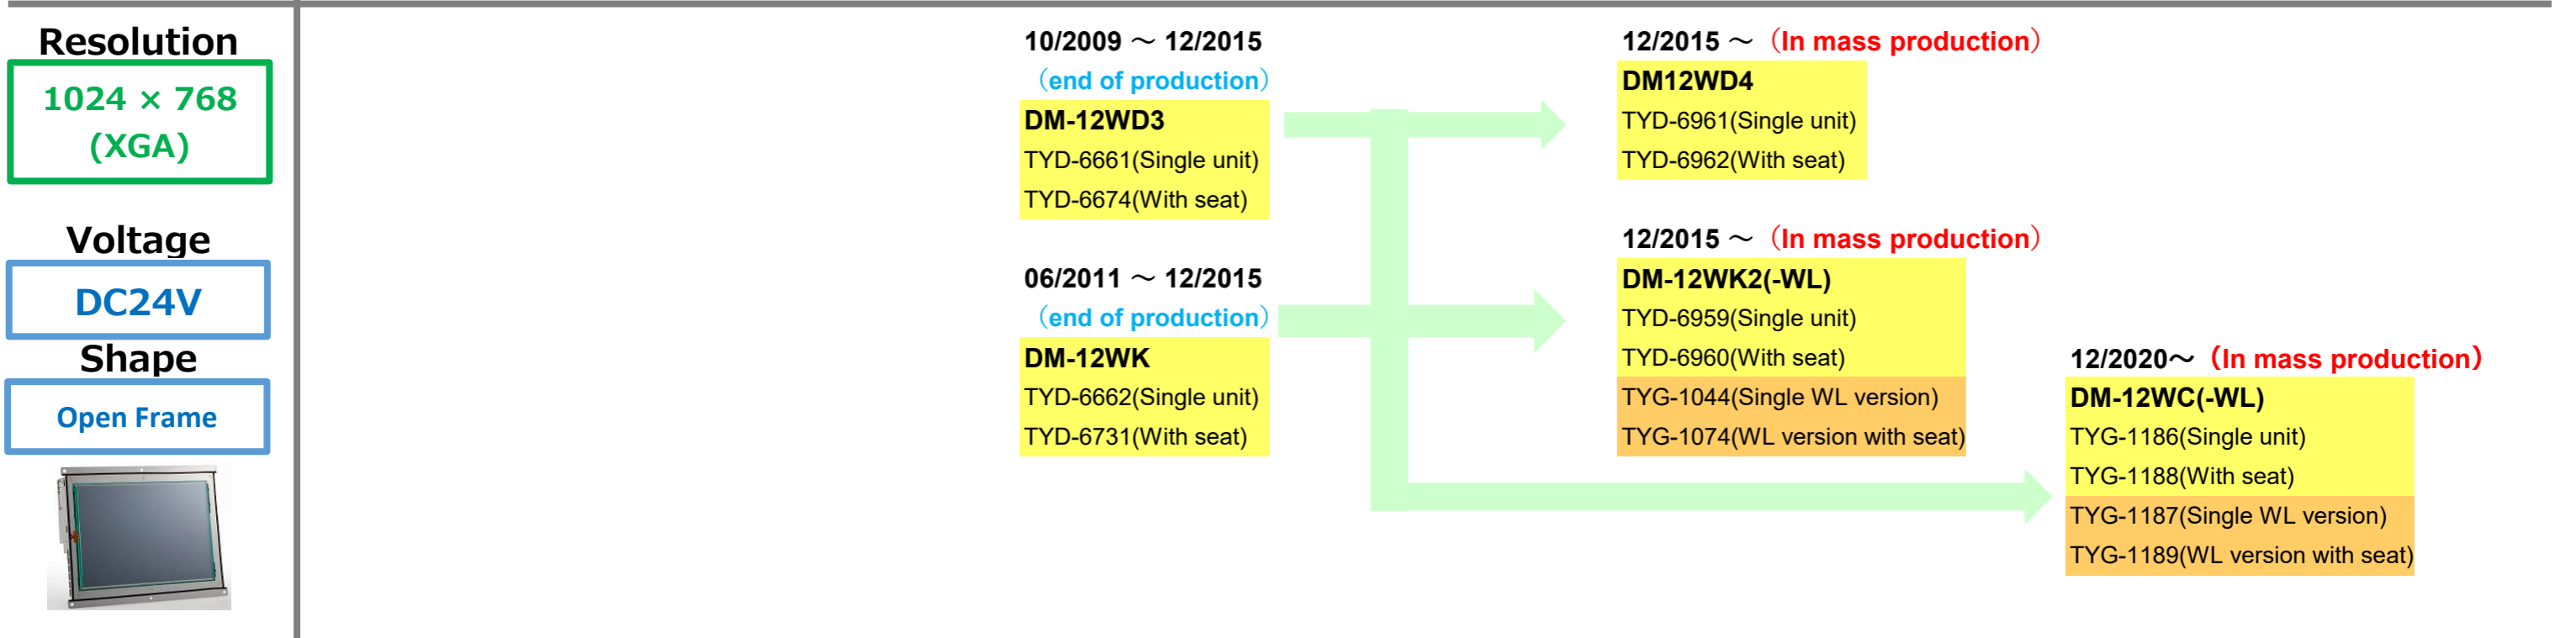 Resolution
1024 × 768
(XGA)
Voltage
DC24V
Shape
Open Frame
10/2009 ～ 12/2015
（end of production）
DM-12WD3
TYD-6661(Single unit)
TYD-6674(With seat)
06/2011 ～ 12/2015
（end of production）
DM-12WK
TYD-6662(Single unit)
TYD-6731(With seat)
12/2015 ～（In mass production）
DM12WD4
TYD-6961(Single unit)
TYD-6962(With seat)
12/2015 ～（In mass production）
DM-12WK2(-WL)
TYD-6959(Single unit)
TYD-6960(With seat)
TYG-1044(Single WL version)
TYG-1074(WL version with seat)
12/2020～（In mass production）
DM-12WC(-WL)
TYG-1186(Single unit)
TYG-1188(With seat)
TYG-1187(Single WL version)
TYG-1189(WL version with seat)